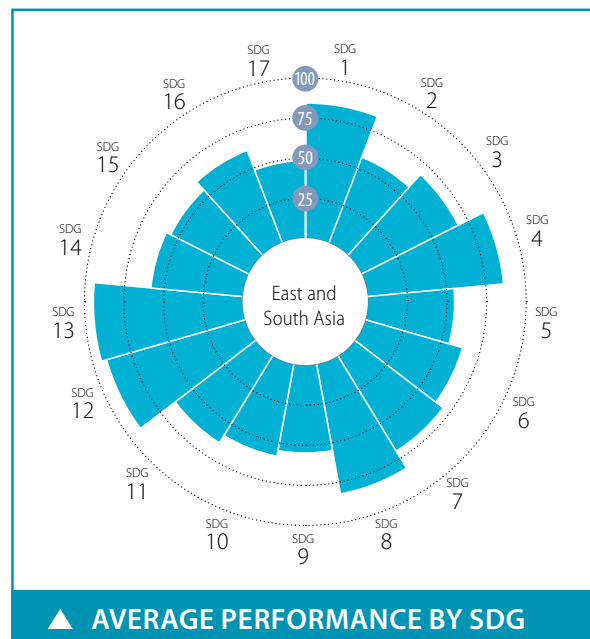 SDG
1
SDG
2
SDG
3
SDG
4
SDG
5
SDG
6
SDG
7
SDG
8
SDG
9
SDG
10
SDG
11
SDG
12
SDG
13
SDG
14
SDG
15
SDG
16
SDG
17
100
75
50
25
East and
South Asia
▲ AVERAGE PERFORMANCE BY SDG